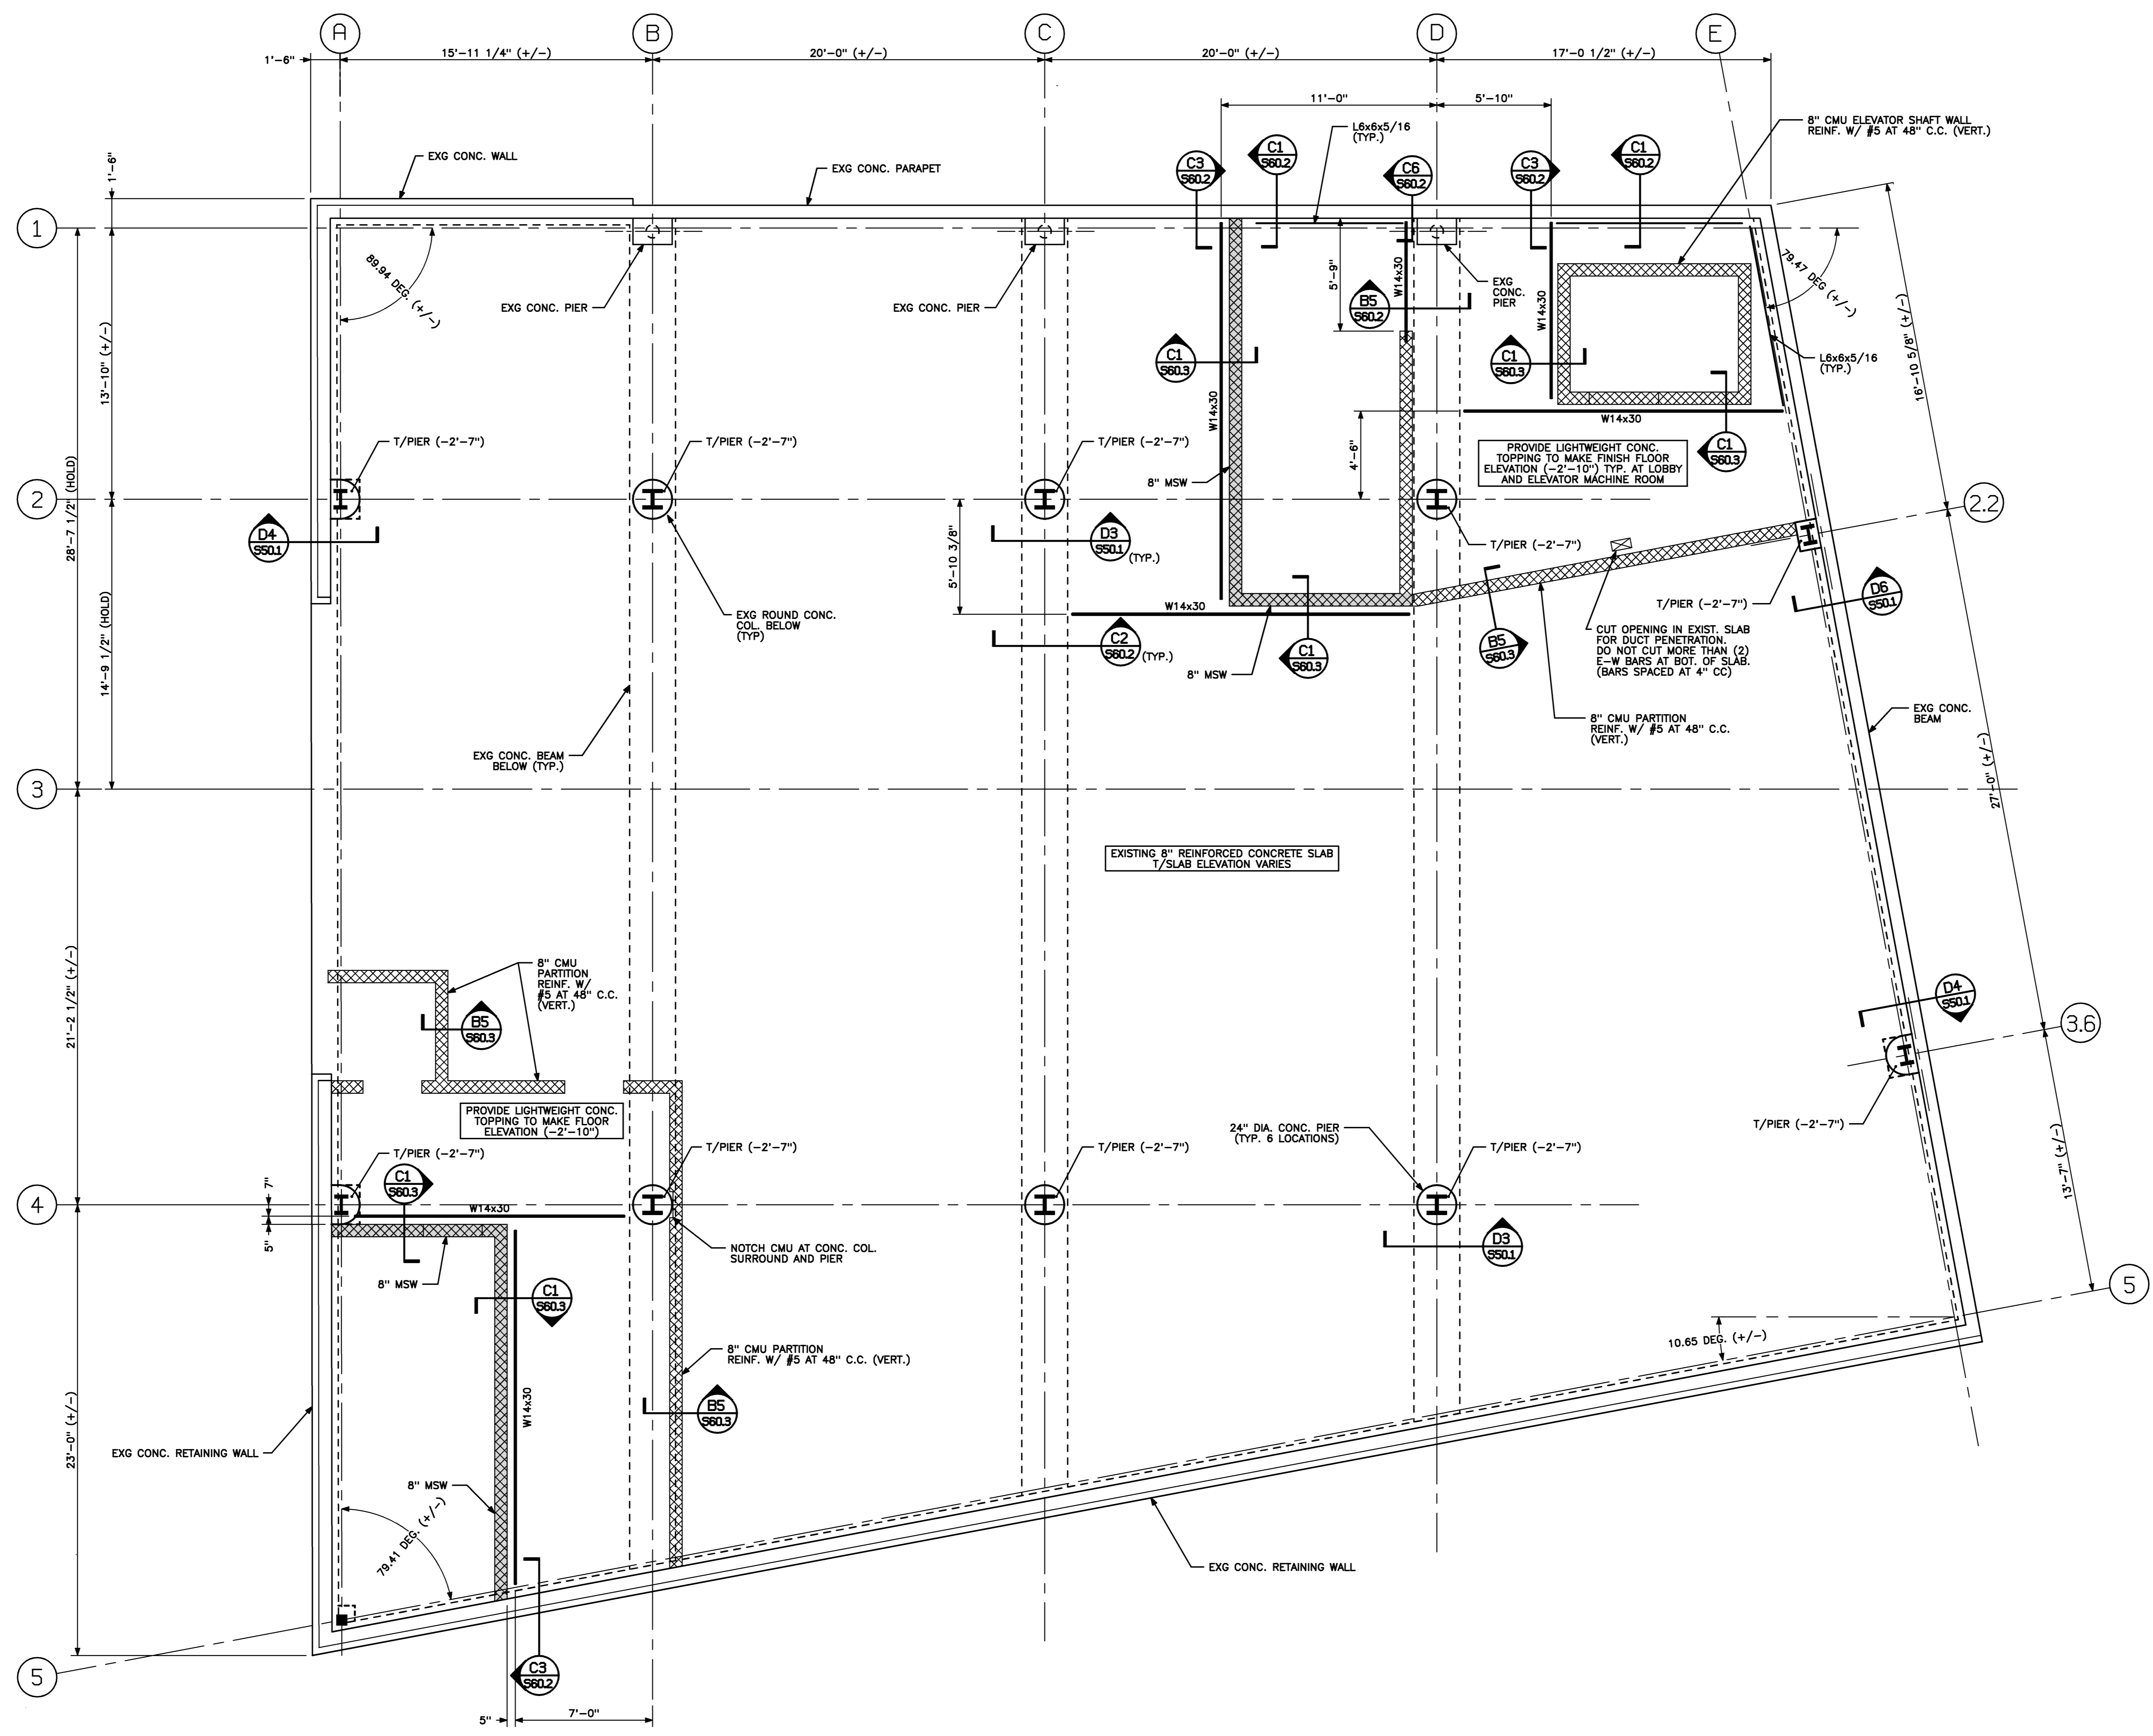 A
B
C
D
E
1'-6"
15'-11 1/4" (+/-)
20'-0" (+/-)
20'-0" (+/-)
17'-0 1/2" (+/-)
11'-0"
5'-10"
1'-6"
EXG CONC. WALL
EXG CONC. PARAPET
L6x6x5/16
(TYP.)
8" CMU ELEVATOR SHAFT WALL
REINF. W/ #5 AT 48" C.C. (VERT.)
C3
S60.2
C1
S60.2
C6
S60.2
C3
S60.2
C1
S60.2
1
89.94 DEG. (+/-)
79.47 DEG (+/-)
5'-9"
W14x30
W14x30
EXG CONC. PIER
EXG CONC. PIER
EXG
CONC.
PIER
B5
S60.2
C1
S60.3
C1
S60.3
L6x6x5/16
(TYP.)
16'-10 5/8" (+/-)
13'-10" (+/-)
W14x30
W14x30
T/PIER (-2'-7")
T/PIER (-2'-7")
T/PIER (-2'-7")
4'-6"
PROVIDE LIGHTWEIGHT CONC.
TOPPING TO MAKE FINISH FLOOR
ELEVATION (-2'-10") TYP. AT LOBBY
AND ELEVATOR MACHINE ROOM
C1
S60.3
28'-7 1/2" (HOLD)
8" MSW
2
2.2
D4
S50.1
D3
S50.1
(TYP.)
T/PIER (-2'-7")
5'-10 3/8"
14'-9 1/2" (HOLD)
EXG ROUND CONC.
COL. BELOW
(TYP)
W14x30
C2
S60.2
(TYP.)
8" MSW
C1
S60.3
B5
S60.3
T/PIER (-2'-7")
D6
S50.1
CUT OPENING IN EXIST. SLAB
FOR DUCT PENETRATION.
DO NOT CUT MORE THAN (2)
E-W BARS AT BOT. OF SLAB.
(BARS SPACED AT 4" CC)
8" CMU PARTITION
REINF. W/ #5 AT 48" C.C.
(VERT.)
EXG CONC.
BEAM
EXG CONC. BEAM
BELOW (TYP.)
27'-0" (+/-)
3
EXISTING 8" REINFORCED CONCRETE SLAB
T/SLAB ELEVATION VARIES
21'-2 1/2" (+/-)
8" CMU
PARTITION
REINF. W/
#5 AT 48" C.C.
(VERT.)
B5
S60.3
D4
S50.1
3.6
PROVIDE LIGHTWEIGHT CONC.
TOPPING TO MAKE FLOOR
ELEVATION (-2'-10")
T/PIER (-2'-7")
T/PIER (-2'-7")
T/PIER (-2'-7")
24" DIA. CONC. PIER
(TYP. 6 LOCATIONS)
T/PIER (-2'-7")
T/PIER (-2'-7")
13'-7" (+/-)
7"
C1
S60.3
4
W14x30
5"
8" MSW
NOTCH CMU AT CONC. COL.
SURROUND AND PIER
D3
S50.1
C1
S60.3
5
10.65 DEG. (+/-)
8" CMU PARTITION
REINF. W/ #5 AT 48" C.C. (VERT.)
W14x30
B5
S60.3
23'-0" (+/-)
EXG CONC. RETAINING WALL
8" MSW
79.41 DEG. (+/-)
EXG CONC. RETAINING WALL
5
C3
S60.2
5"
7'-0"